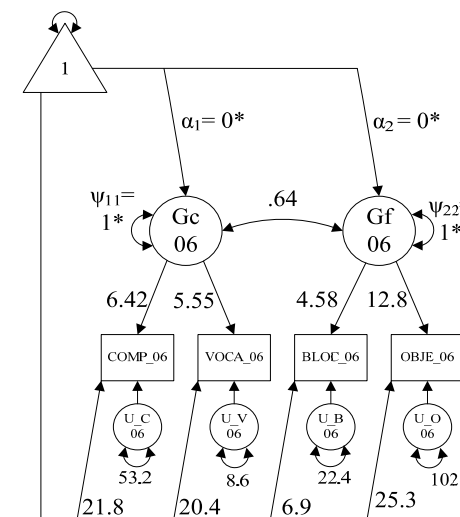 1
α1= 0*
α2 = 0*
ψ11=
1*
Gc
06
.64
Gf
06
ψ22
1*
6.42
5.55
4.58
12.8
COMP_06
VOCA_06
BLOC_06
OBJE_06
U_C
06
U_V
06
U_B
06
U_O
06
53.2
8.6
22.4
102
21.8
20.4
6.9
25.3